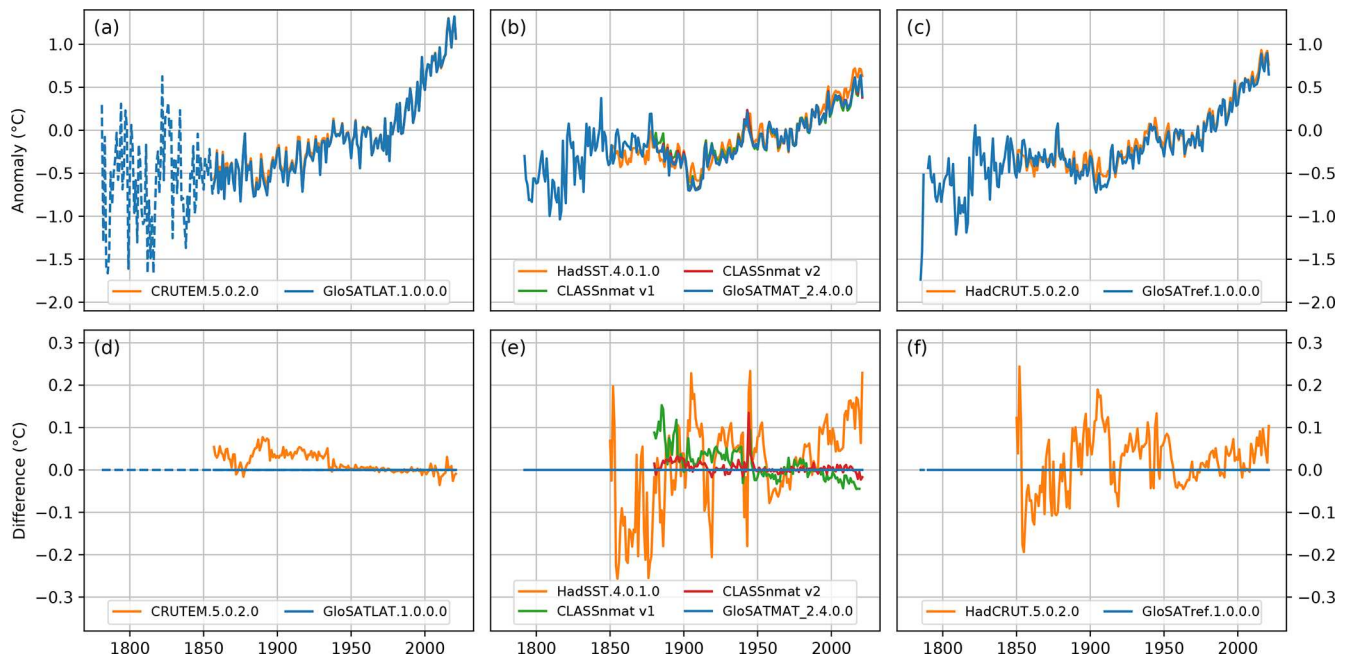 (a)
(b)
(c)
Anomaly (°C)
1.0
0.5
0.0
−0.5
−1.0
−1.5
−2.0
CRUTEM.5.0.2.0 GloSATLAT.1.0.0.0
1800 1850 1900 1950 2000
HadSST.4.0.1.0 CLASSnmat v2
CLASSnmat v1 GloSATMAT_2.4.0.0
HadCRUT.5.0.2.0 GloSATref.1.0.0.0
1.0
0.5
0.0
−0.5
−1.0
−1.5
−2.0
(d)
(e)
(f)
Difference (°C)
0.3
0.2
0.1
0.0
−0.1
−0.2
−0.3
CRUTEM.5.0.2.0 GloSATLAT.1.0.0.0
HadSST.4.0.1.0 CLASSnmat v2
CLASSnmat v1 GloSATMAT_2.4.0.0
HadCRUT.5.0.2.0 GloSATref.1.0.0.0
0.3
0.2
0.1
0.0
−0.1
−0.2
−0.3
1800 1850 1900 1950 2000
1800 1850 1900 1950 2000
1800 1850 1900 1950 2000